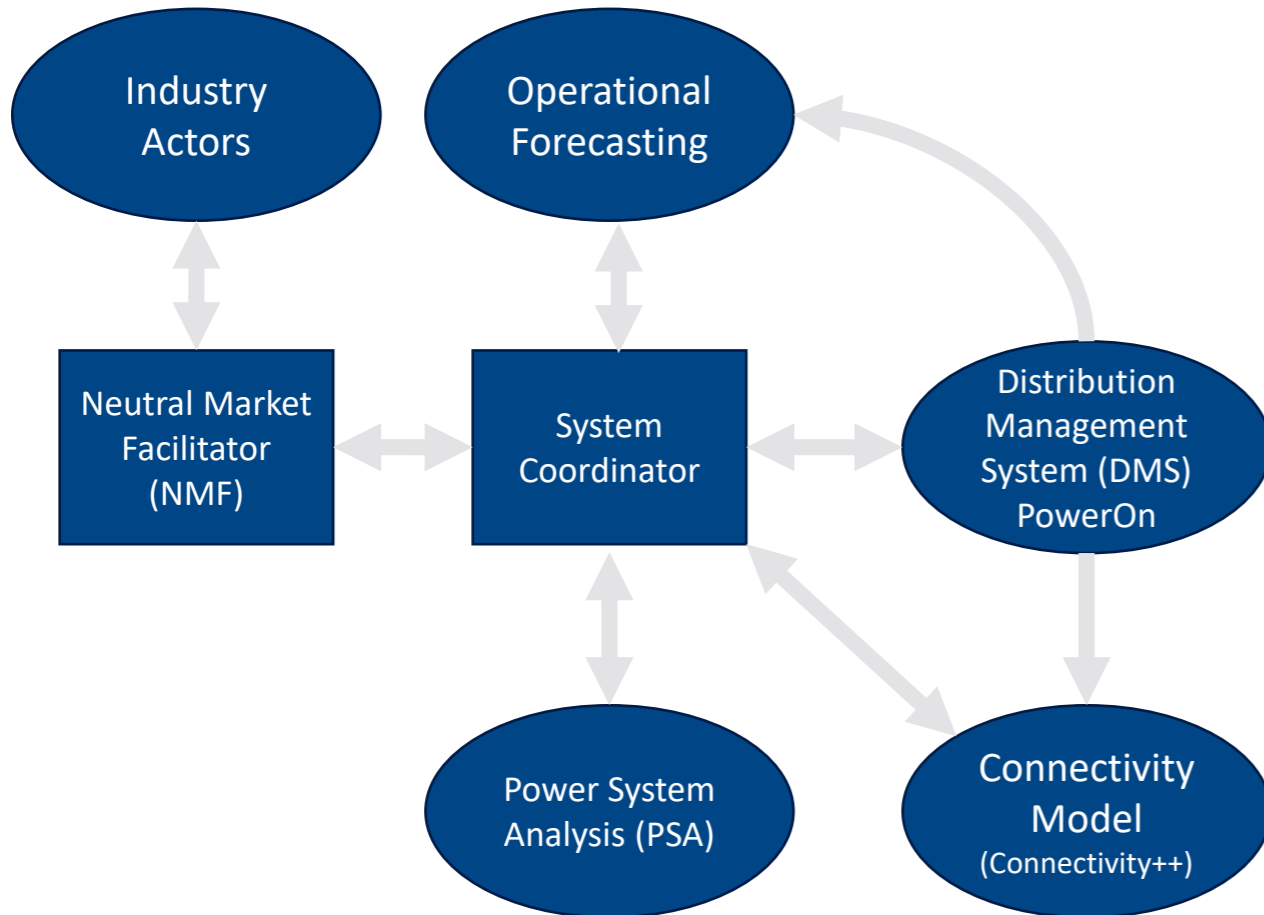 Industry
Actors
Operational
Forecasting
Neutral Market
Facilitator
(NMF)
System
Coordinator
Distribution
Management
System (DMS)
PowerOn
Power System
Analysis (PSA)
Connectivity
Model
(Connectivity++)